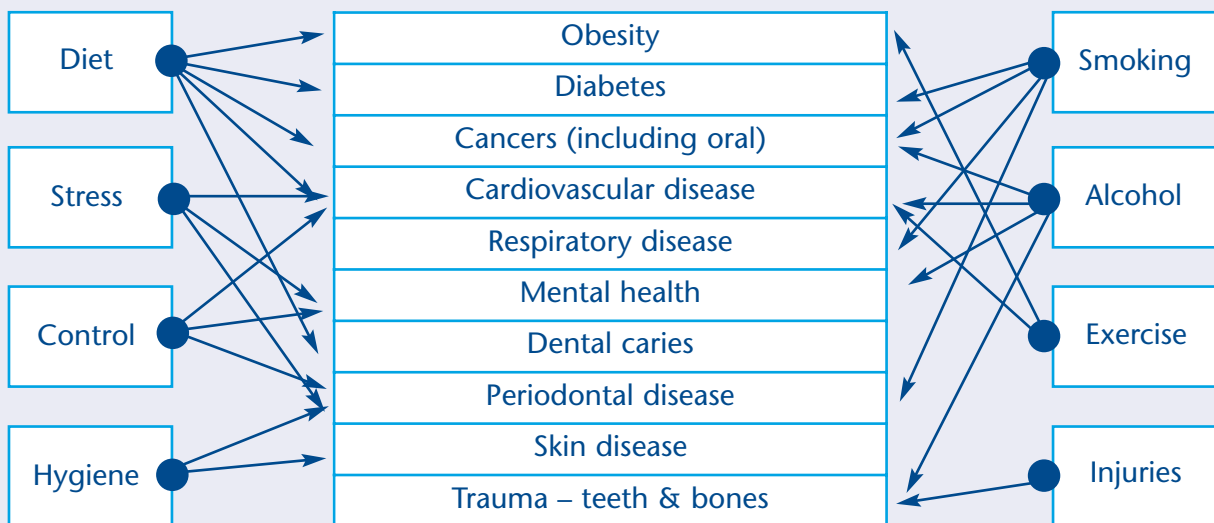 Diet
Stress
Control
Hygiene
Obesity
Diabetes
Cancers (including oral)
Cardiovascular disease
Respiratory disease
Mental health
Dental caries
Periodontal disease
Skin disease
Trauma – teeth & bones
Smoking
Alcohol
Exercise
Injuries